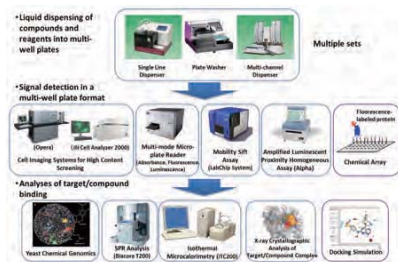 •Liquid dispensing of
compounds and
reagents into multi-
well plates
Single Line
Dispenser
Plate Washer
Multi-channel
Dispenser
Multiple sets
•Signal detection in a
multi-well plate format
(Opera)
(IN Cell Analyzer 2000)
Cell Imaging Systems for High Content
Screening
Multi-mode Micro-
plate Reader
(Absorbance, Fluorescence,
Luminescence)
Mobility Sift
Assay
(LabChip System)
Amplified Luminescent
Proximity Homogeneous
Assay (Alpha)
Fluorescence-
labeled protein
Chemical Array
•Analyses of target/compound
binding
Yeast Chemical Genomics
SPR Analysis
(Biacore T200)
Isothermal
Microcalorimetry (iTC200)
X-ray Crystallographic
Analysis of
Target/Compound Complex
Docking Simulation